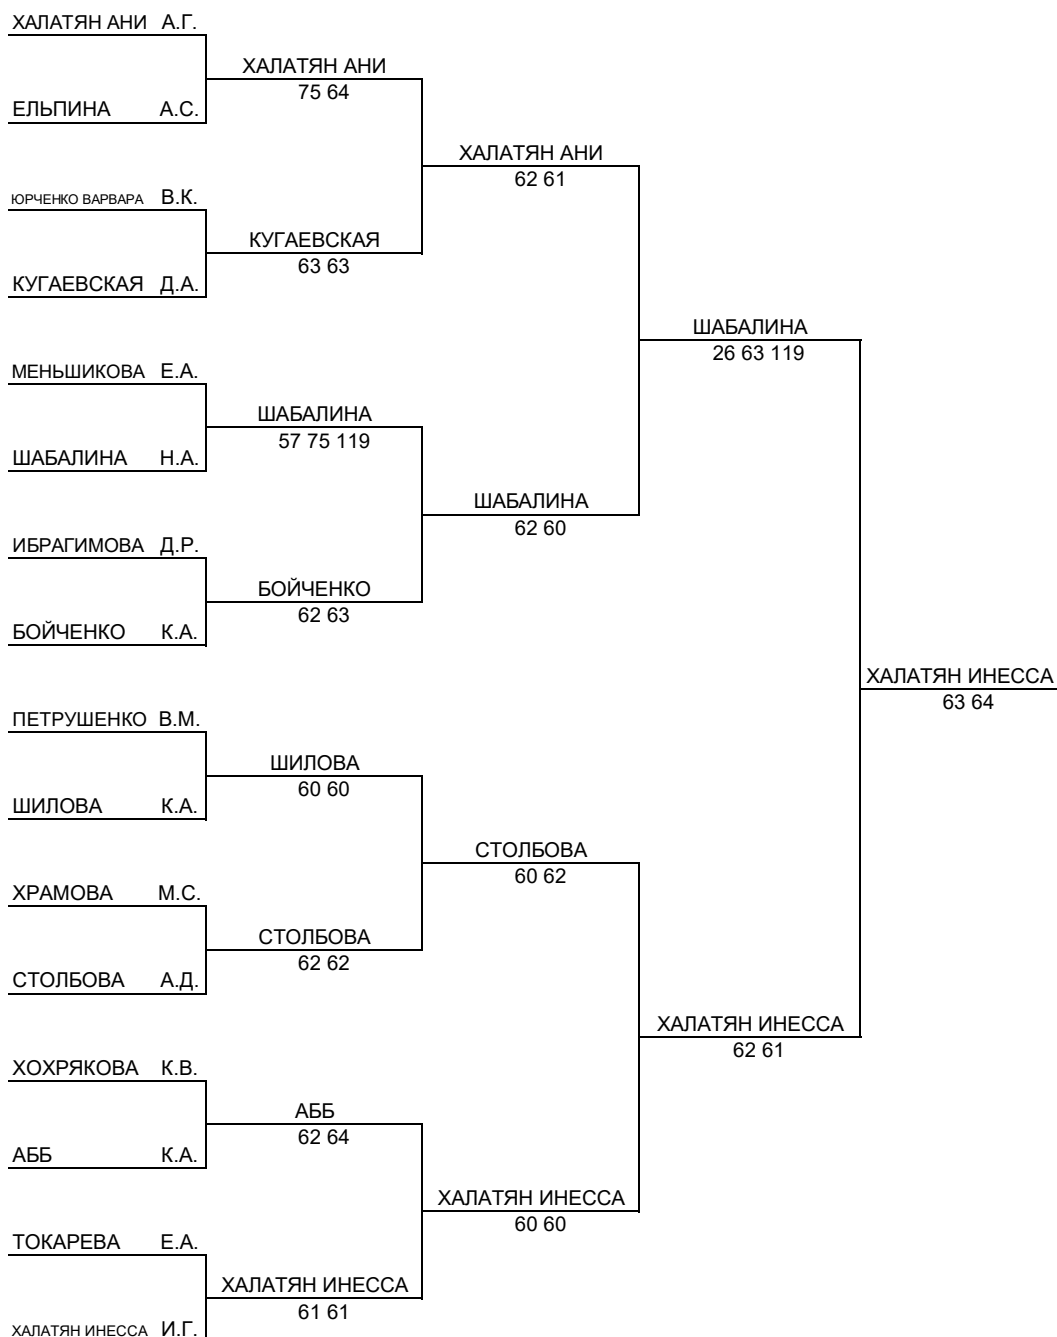 ХАЛАТЯН АНИ А.Г.
ХАЛАТЯН АНИ
75 64
ЕЛЬПИНА А.С.
ХАЛАТЯН АНИ
62 61
ЮРЧЕНКО ВАРВАРА В.К.
КУГАЕВСКАЯ
63 63
КУГАЕВСКАЯ Д.А.
ШАБАЛИНА
26 63 119
МЕНЬШИКОВА Е.А.
ШАБАЛИНА
57 75 119
ШАБАЛИНА Н.А.
ШАБАЛИНА
62 60
ИБРАГИМОВА Д.Р.
БОЙЧЕНКО
62 63
БОЙЧЕНКО К.А.
ХАЛАТЯН ИНЕССА
63 64
ПЕТРУШЕНКО В.М.
ШИЛОВА
60 60
ШИЛОВА К.А.
СТОЛБОВА
60 62
ХРАМОВА М.С.
СТОЛБОВА
62 62
СТОЛБОВА А.Д.
ХАЛАТЯН ИНЕССА
62 61
ХОХРЯКОВА К.В.
АББ
62 64
АББ К.А.
ХАЛАТЯН ИНЕССА
60 60
ТОКАРЕВА Е.А.
ХАЛАТЯН ИНЕССА
61 61
ХАЛАТЯН ИНЕССА И.Г.